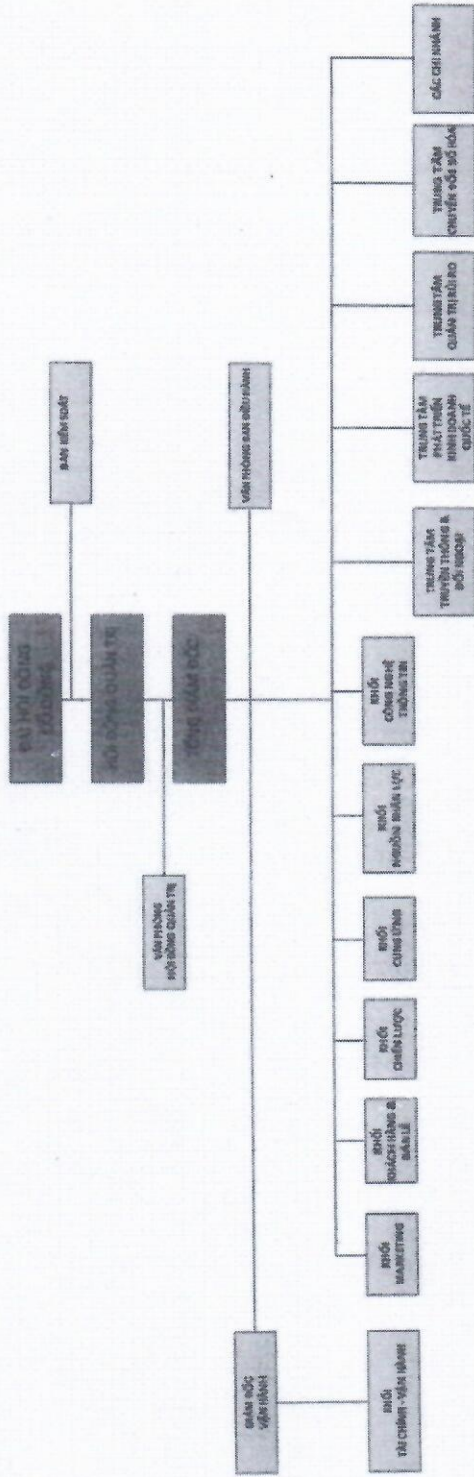 ĐẠI HỘI ĐỒNG
CỔ ĐÔNG
BAN KIỂM SOÁT
HỘI ĐỒNG QUẢN TRỊ
VĂN PHÒNG
HỘI ĐỒNG QUẢN TRỊ
TỔNG GIÁM ĐỐC
GIÁM ĐỐC
VẬN HÀNH
VĂN PHÒNG BAN ĐIỀU HÀNH
KHỐI
TÀI CHÍNH - VẬN HÀNH
KHỐI
MARKETING
KHỐI
KHÁCH HÀNG &
BÁN LẺ
KHỐI
CHIẾN LƯỢC
KHỐI
CUNG ỨNG
KHỐI
NGUỒN NHÂN LỰC
KHỐI
CÔNG NGHỆ
THÔNG TIN
TRUNG TÂM
TRUYỀN THÔNG &
ĐỐI NGOẠI
TRUNG TÂM
PHÁT TRIỂN
KINH DOANH
QUỐC TẾ
TRUNG TÂM
QUẢN TRỊ RỦI RO
TRUNG TÂM
CHUYỂN ĐỔI SỐ HÓA
CÁC CHI NHÁNH